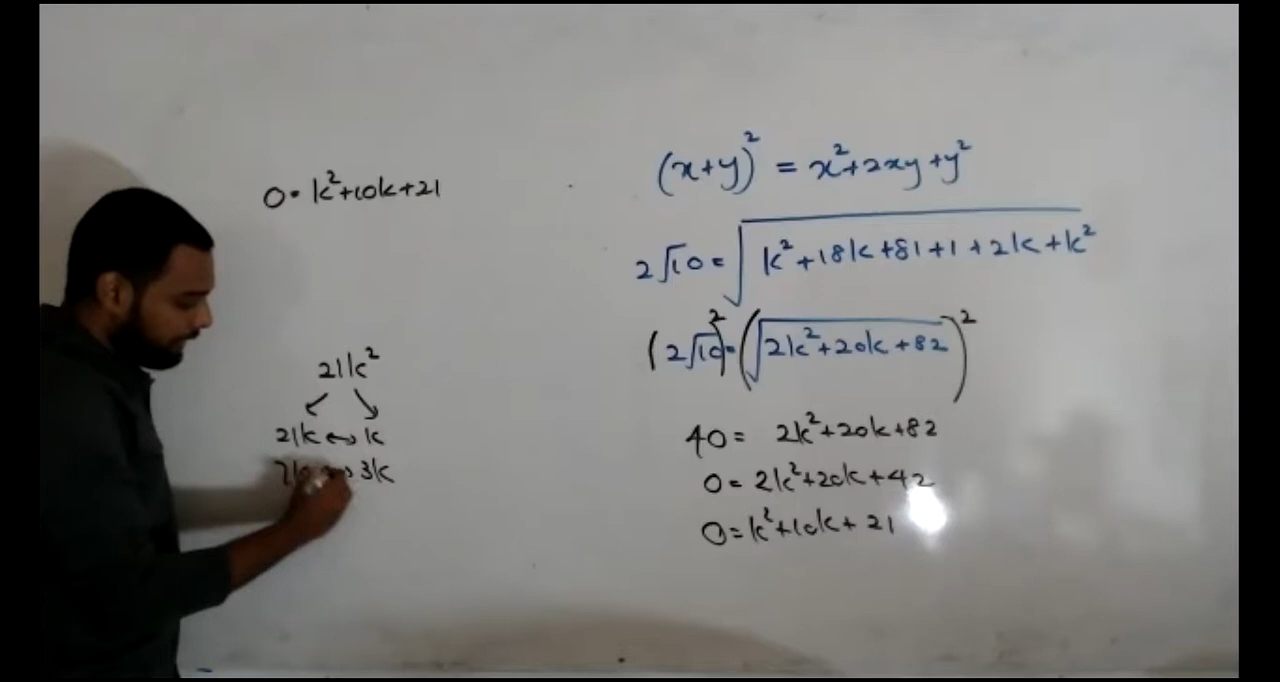 0=k²+10k+21
21k²
21k ↔ k
7k ↔ 3k
(x+y)² = x²+2xy+y²
2√10 = √k²+18k+81+1+2k+k²
(2√10)² = (√2k²+20k+82)²
40 = 2k²+20k+82
0 = 2k²+20k+42
0 = k²+10k+21